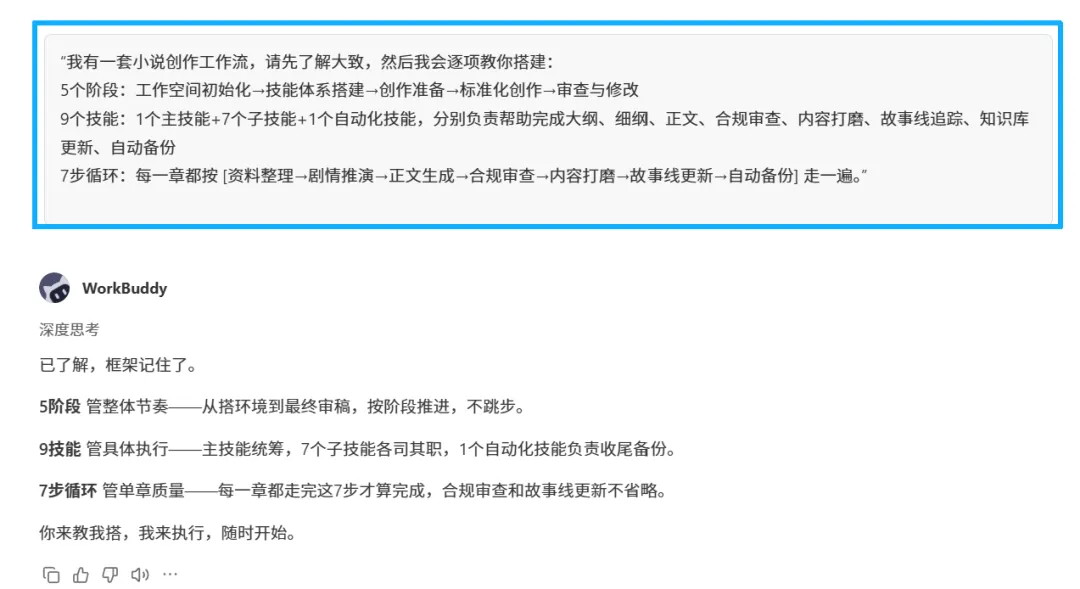 “我有一套小说创作工作流，请先了解大致，然后我会逐项教你搭建：
5个阶段：工作空间初始化→技能体系搭建→创作准备→标准化创作→审查与修改
9个技能：1个主技能+7个子技能+1个自动化技能，分别负责帮助完成大纲、细纲、正文、合规审查、内容打磨、故事线追踪、知识库
更新、自动备份
7步循环：每一章都按 [资料整理→剧情推演→正文生成→合规审查→内容打磨→故事线更新→自动备份] 走一遍。”
WorkBuddy
深度思考
已了解，框架记住了。
5阶段 管整体节奏——从搭环境到最终审稿，按阶段推进，不跳步。
9技能 管具体执行——主技能统筹，7个子技能各司其职，1个自动化技能负责收尾备份。
7步循环 管单章质量——每一章都走完这7步才算完成，合规审查和故事线更新不省略。
你来教我搭，我来执行，随时开始。